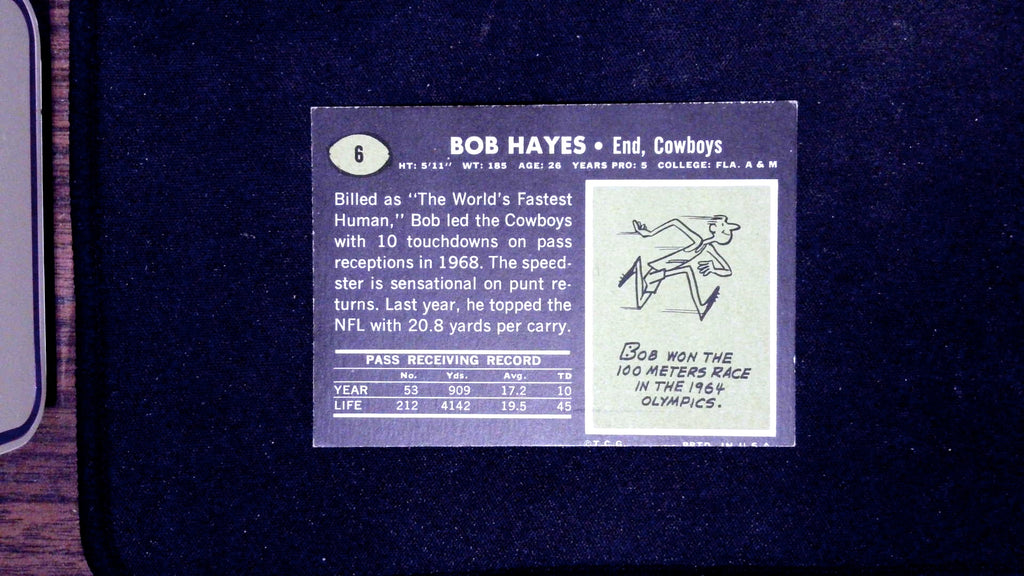 6
BOB HAYES • End, Cowboys
HT: 5'11" WT: 185 AGE: 26 YEARS PRO: 5 COLLEGE: FLA. A & M
Billed as "The World's Fastest
Human," Bob led the Cowboys
with 10 touchdowns on pass
receptions in 1968. The speed-
ster is sensational on punt re-
turns. Last year, he topped the
NFL with 20.8 yards per carry.
PASS RECEIVING RECORD
No. Yds. Avg. TD
YEAR 53 909 17.2 10
LIFE 212 4142 19.5 45
BOB WON THE
100 METERS RACE
IN THE 1964
OLYMPICS.
©T.C.G. PRTD. IN U.S.A.